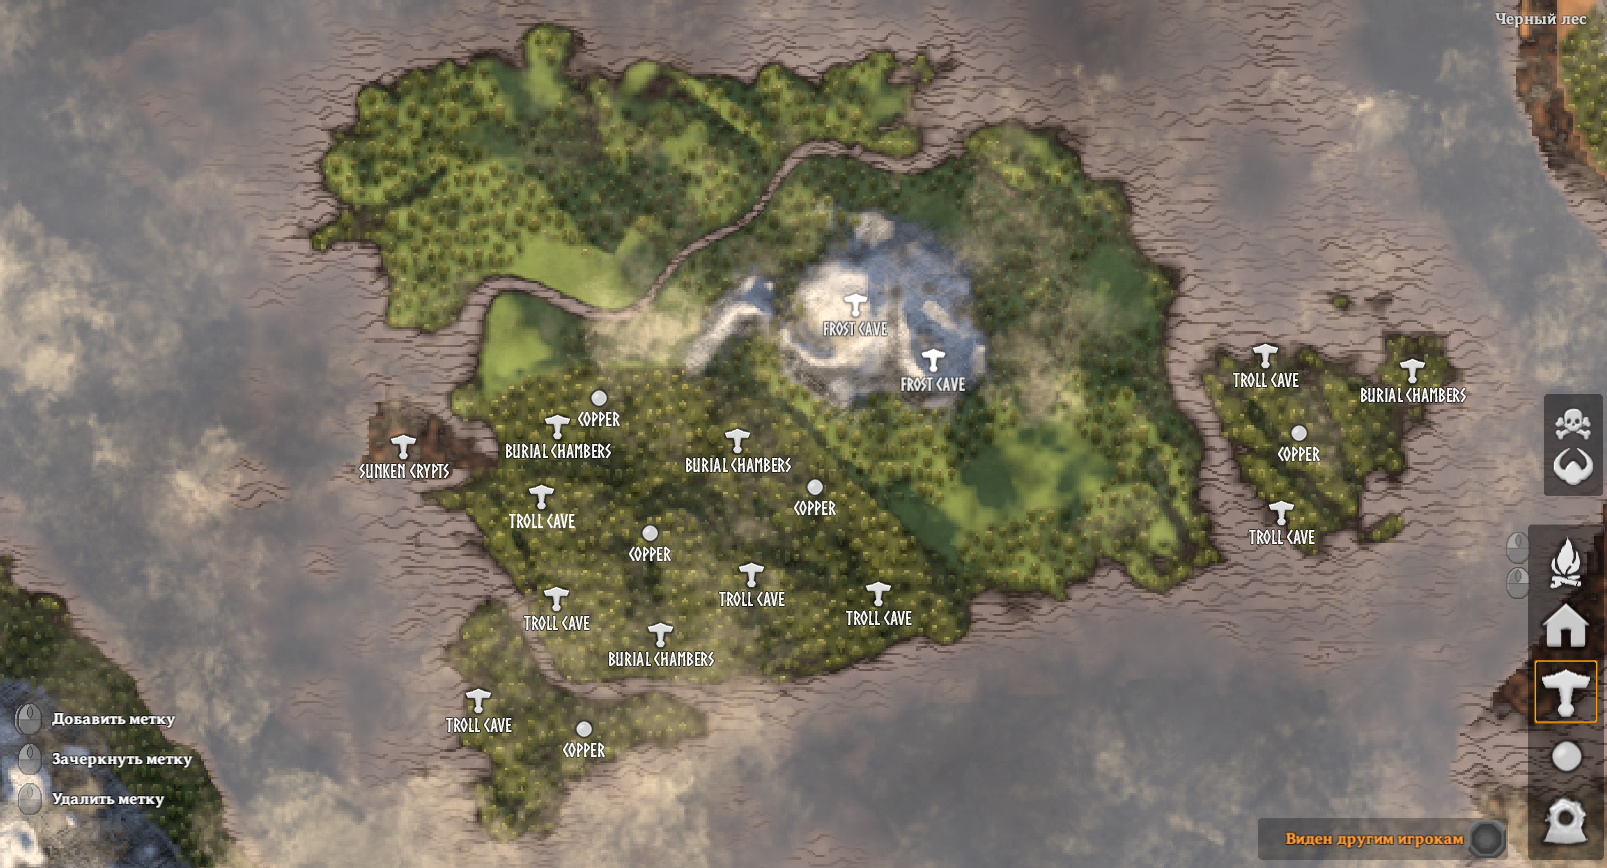 Черный лес
FROST CAVE
FROST CAVE
TROLL CAVE
BURIAL CHAMBERS
COPPER
BURIAL CHAMBERS
COPPER
BURIAL CHAMBERS
SUNKEN CRYPTS
COPPER
TROLL CAVE
TROLL CAVE
COPPER
TROLL CAVE
TROLL CAVE
TROLL CAVE
BURIAL CHAMBERS
TROLL CAVE
COPPER
Добавить метку
Зачеркнуть метку
Удалить метку
Виден другим игрокам